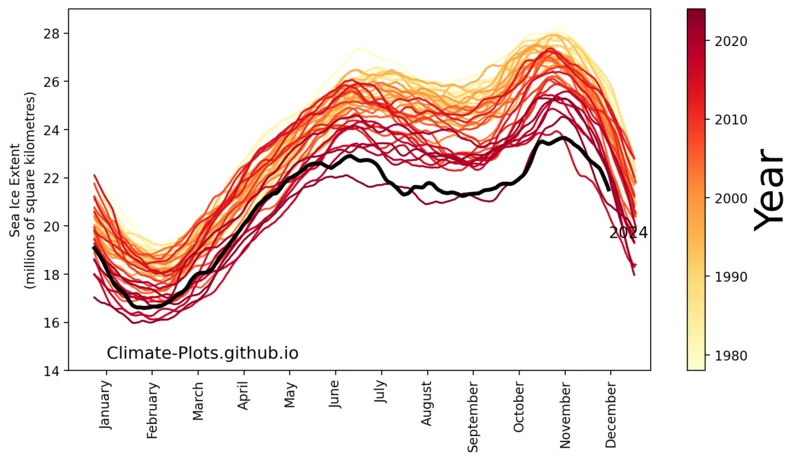 28
26
24
22
20
18
16
14
Sea Ice Extent
(millions of square kilometres)
2024
Climate-Plots.github.io
January
February
March
April
May
June
July
August
September
October
November
December
2020
2010
2000
1990
1980
Year